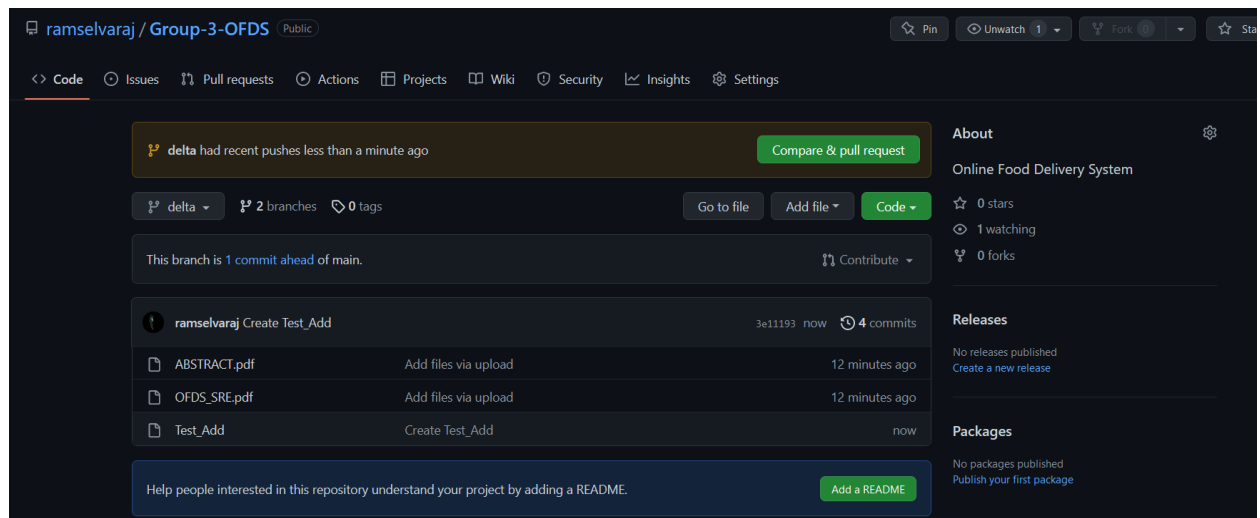 ramselvaraj / Group-3-OFDS Public
Pin Unwatch 1 Fork 0
Code Issues Pull requests Actions Projects Wiki Security Insights Settings
delta had recent pushes less than a minute ago Compare & pull request
delta 2 branches 0 tags Go to file Add file Code
This branch is 1 commit ahead of main. Contribute
ramselvaraj Create Test_Add 3e11193 now 4 commits
ABSTRACT.pdf Add files via upload 12 minutes ago
OFDS_SRE.pdf Add files via upload 12 minutes ago
Test_Add Create Test_Add now
Help people interested in this repository understand your project by adding a README. Add a README
About
Online Food Delivery System
0 stars
1 watching
0 forks
Releases
No releases published
Create a new release
Packages
No packages published
Publish your first package